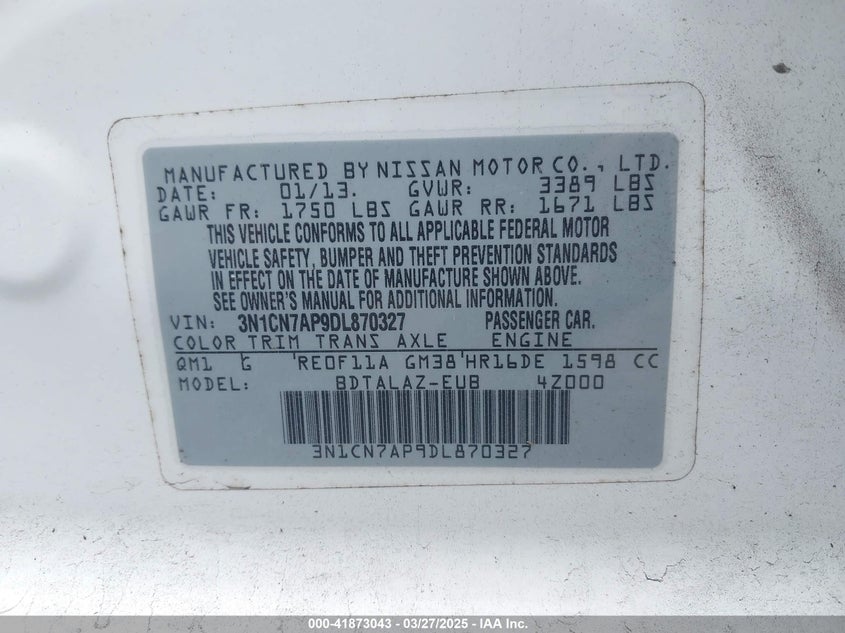 MANUFACTURED BY NISSAN MOTOR CO., LTD.
DATE: 01/13. GVWR: 3389 LBS
GAWR FR: 1750 LBS GAWR RR: 1671 LBS
THIS VEHICLE CONFORMS TO ALL APPLICABLE FEDERAL MOTOR
VEHICLE SAFETY, BUMPER AND THEFT PREVENTION STANDARDS
IN EFFECT ON THE DATE OF MANUFACTURE SHOWN ABOVE.
SEE OWNER'S MANUAL FOR ADDITIONAL INFORMATION.
VIN: 3N1CN7AP9DL870327 PASSENGER CAR.
COLOR TRIM TRANS AXLE ENGINE
QM1 G 'RE0F11A GM38'HR16DE 1598 CC
MODEL: BDTALAZ-EUB 4Z000
3N1CN7AP9DL870327
000-41873043 — 03/27/2025 — IAA Inc.